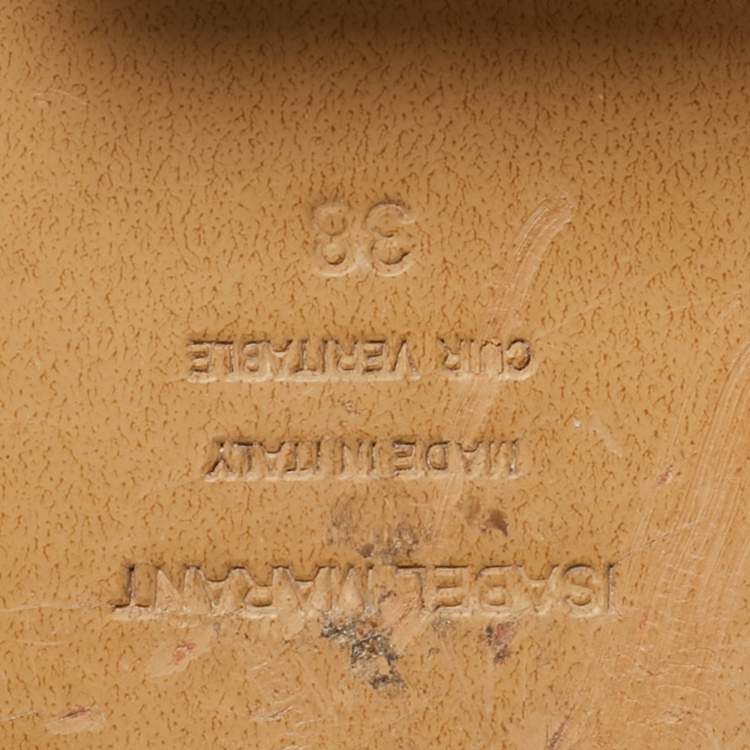 ISABEL MARANT
MADE IN ITALY
CUIR VERITABLE
38